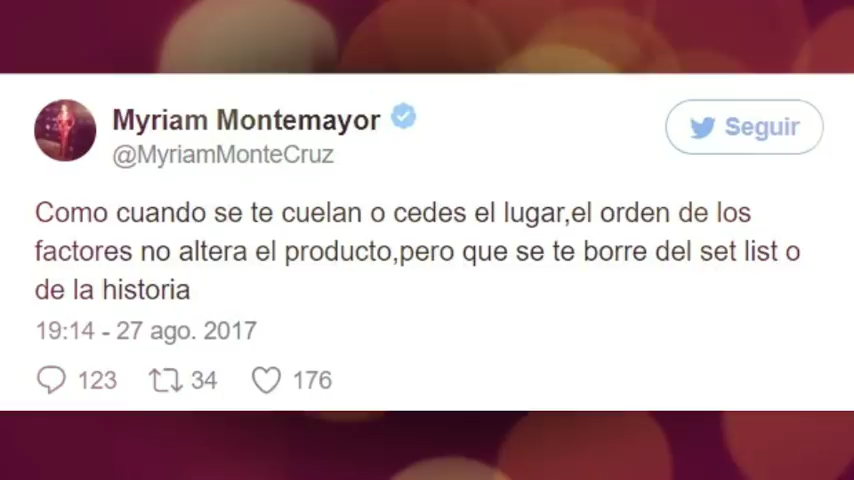 Myriam Montemayor
Seguir
@MyriamMonteCruz
Como cuando se te cuelan o cedes el lugar,el orden de los
factores no altera el producto,pero que se te borre del set list o
de la historia
19:14 - 27 ago. 2017
123 34 176